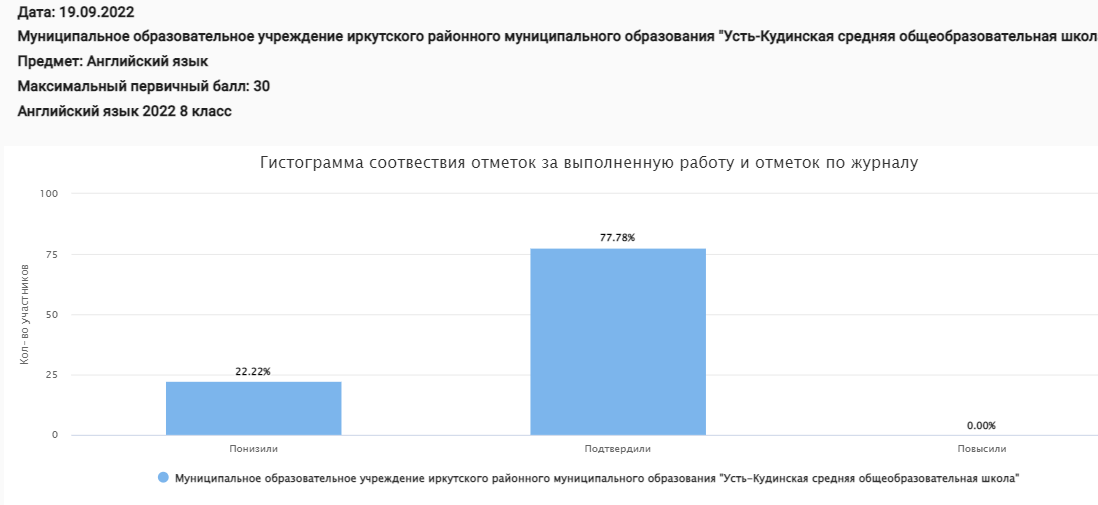 Дата: 19.09.2022
Муниципальное образовательное учреждение иркутского районного муниципального образования "Усть-Кудинская средняя общеобразовательная школ
Предмет: Английский язык
Максимальный первичный балл: 30
Английский язык 2022 8 класс
Гистограмма соотвествия отметок за выполненную работу и отметок по журналу
100
75
50
25
0
Кол-во участников
22.22%
77.78%
0.00%
Понизили
Подтвердили
Повысили
Муниципальное образовательное учреждение иркутского районного муниципального образования "Усть-Кудинская средняя общеобразовательная школа"